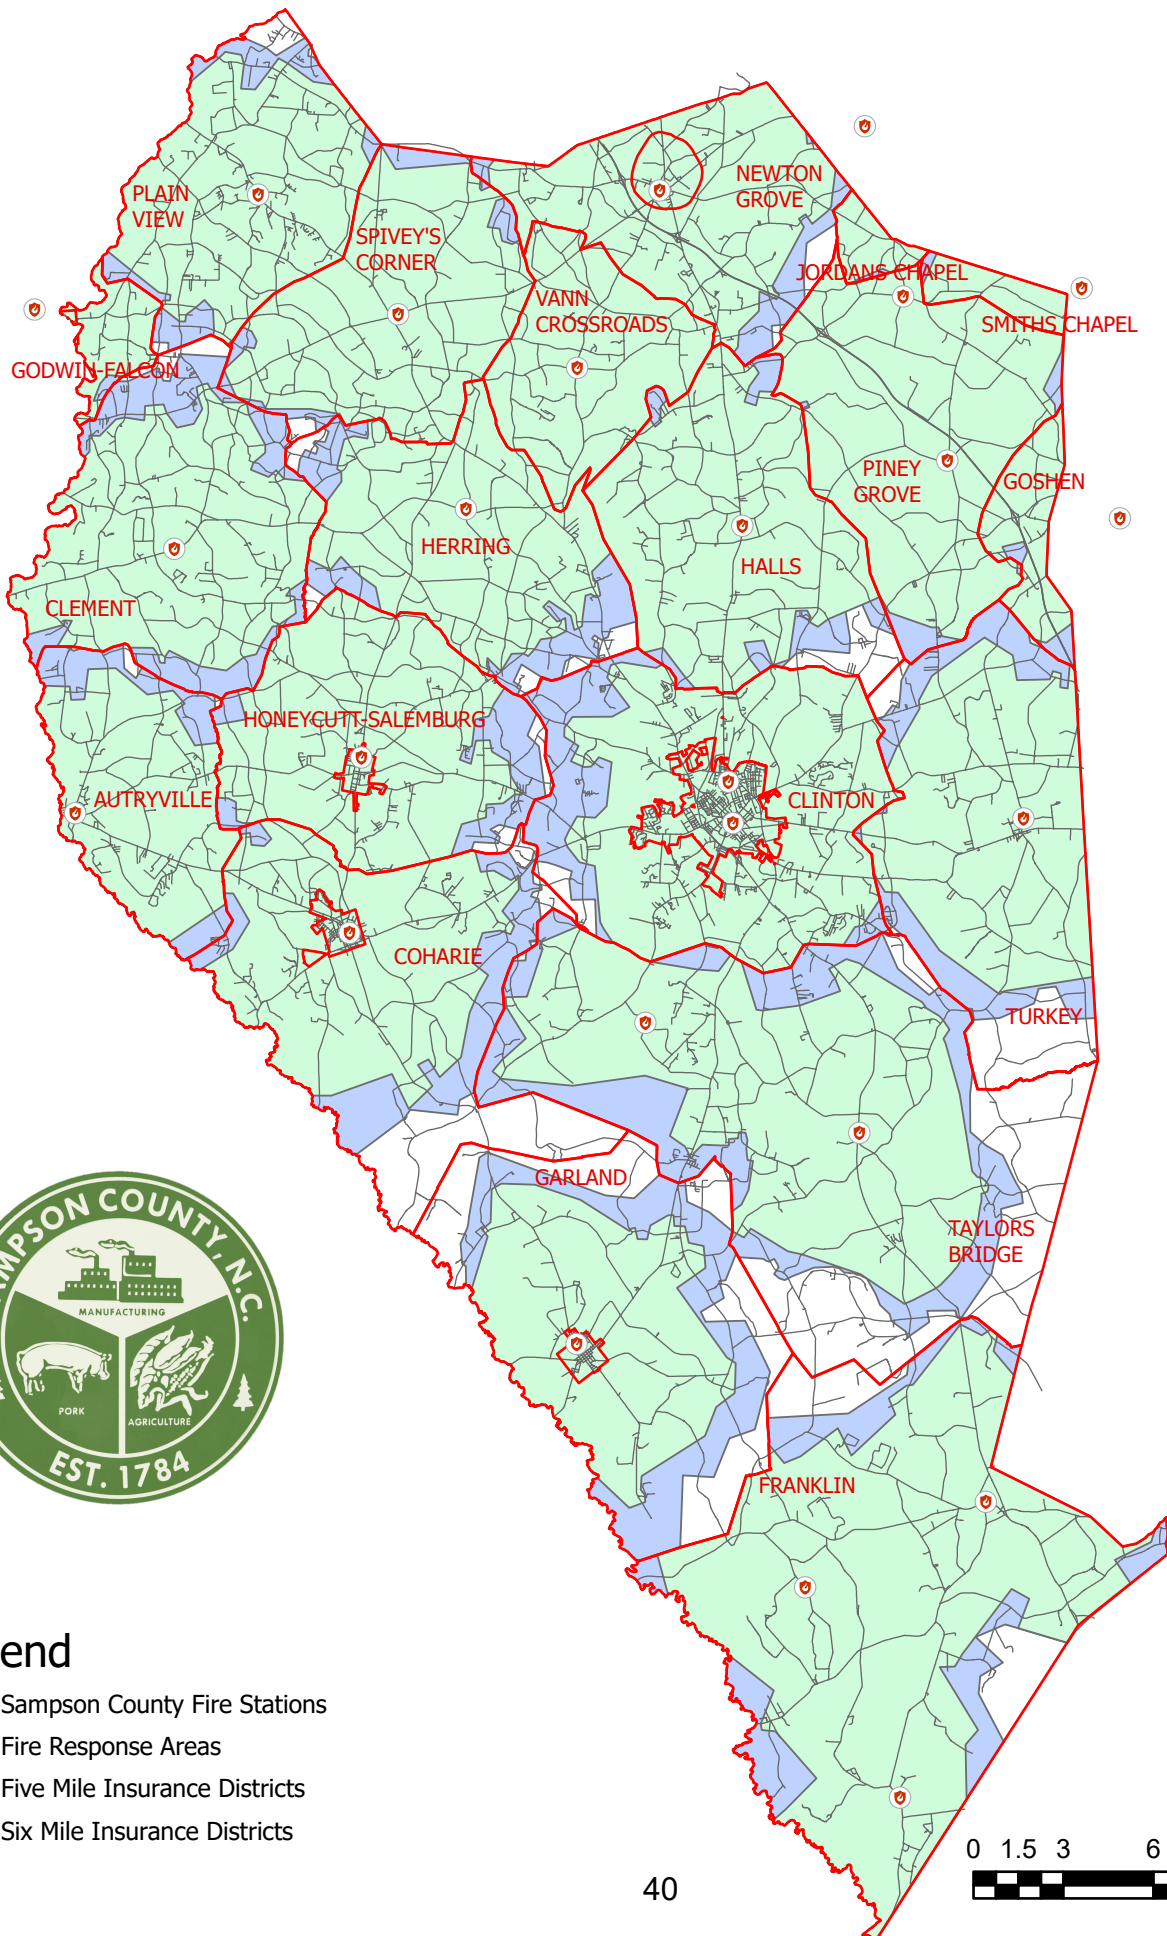 NEWTON
GROVE
PLAIN
VIEW
SPIVEY'S
CORNER
JORDANS CHAPEL
VANN
CROSSROADS
SMITHS CHAPEL
GODWIN-FALCON
PINEY
GROVE
GOSHEN
HERRING
HALLS
CLEMENT
HONEYCUTT-SALEMBURG
AUTRYVILLE
CLINTON
COHARIE
TURKEY
GARLAND
TAYLORS
BRIDGE
FRANKLIN
MPSON COUNTY, N.C.
MANUFACTURING
PORK
AGRICULTURE
EST. 1784
end
Sampson County Fire Stations
Fire Response Areas
Five Mile Insurance Districts
Six Mile Insurance Districts
0 1.5 3 6
40